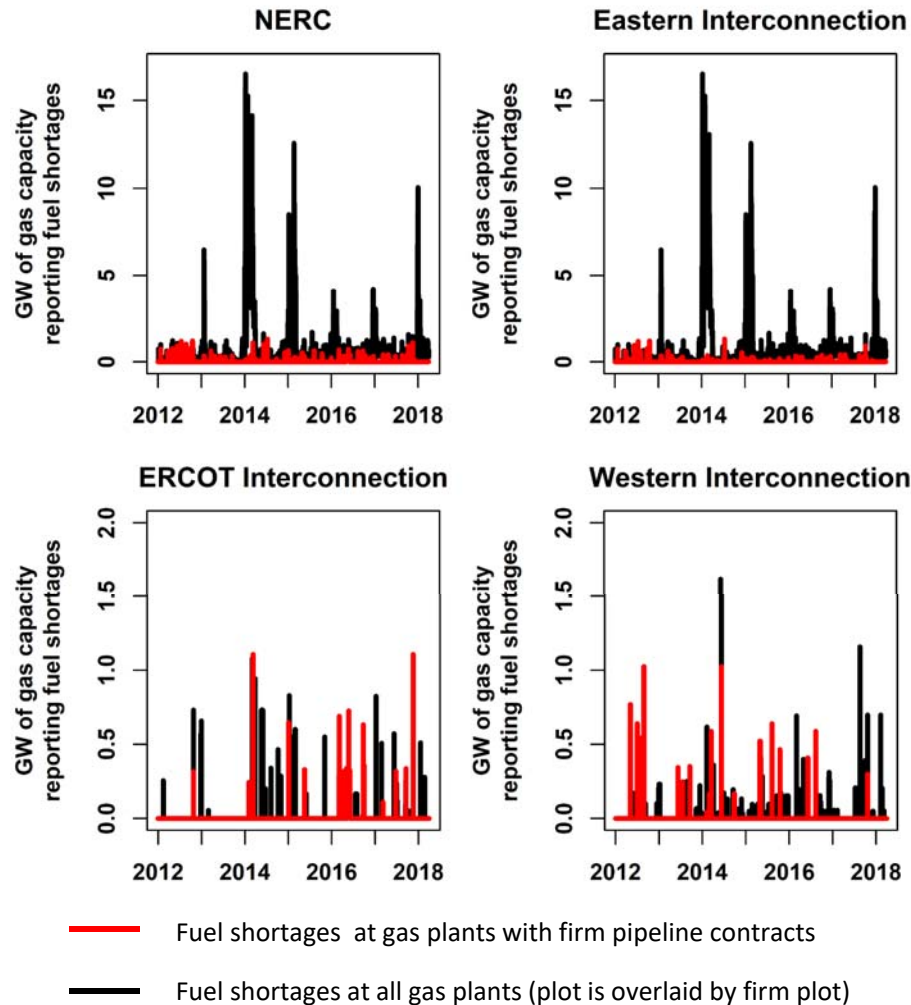 NERC
Eastern Interconnection
GW of gas capacity
reporting fuel shortages
15
10
5
0
2012 2014 2016 2018
GW of gas capacity
reporting fuel shortages
15
10
5
0
2012 2014 2016 2018
ERCOT Interconnection
Western Interconnection
GW of gas capacity
reporting fuel shortages
2.0
1.5
1.0
0.5
0.0
2012 2014 2016 2018
GW of gas capacity
reporting fuel shortages
2.0
1.5
1.0
0.5
0.0
2012 2014 2016 2018
Fuel shortages at gas plants with firm pipeline contracts
Fuel shortages at all gas plants (plot is overlaid by firm plot)